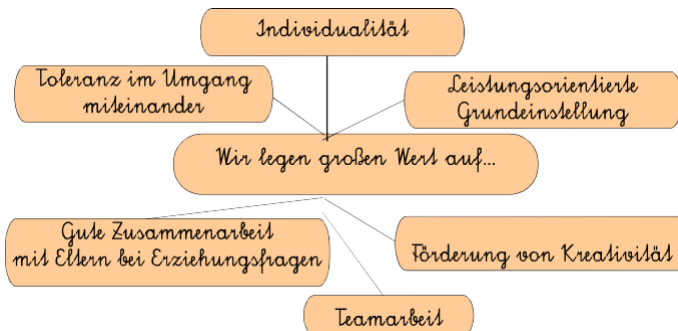 Individualität
Toleranz im Umgang
miteinander
Leistungsorientierte
Grundeinstellung
Wir legen großen Wert auf...
Gute Zusammenarbeit
mit Eltern bei Erziehungsfragen
Förderung von Kreativität
Teamarbeit